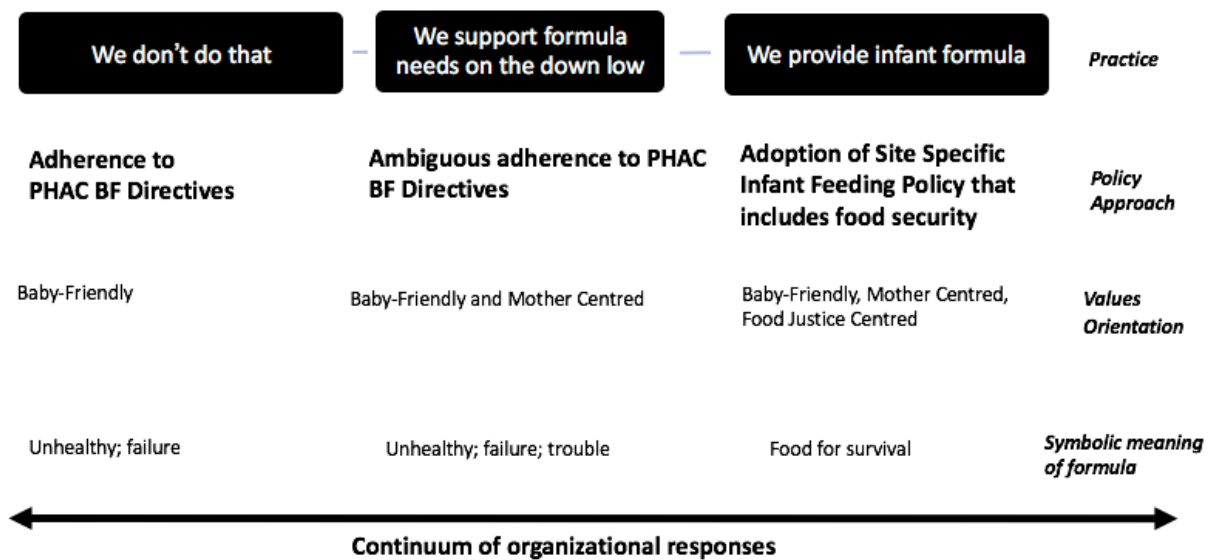 We don't do that
We support formula
needs on the down low
We provide infant formula
Practice
Adherence to
PHAC BF Directives
Ambiguous adherence to PHAC
BF Directives
Adoption of Site Specific
Infant Feeding Policy that
includes food security
Policy
Approach
Baby-Friendly
Baby-Friendly and Mother Centred
Baby-Friendly, Mother Centred,
Food Justice Centred
Values
Orientation
Unhealthy; failure
Unhealthy; failure; trouble
Food for survival
Symbolic meaning
of formula
Continuum of organizational responses